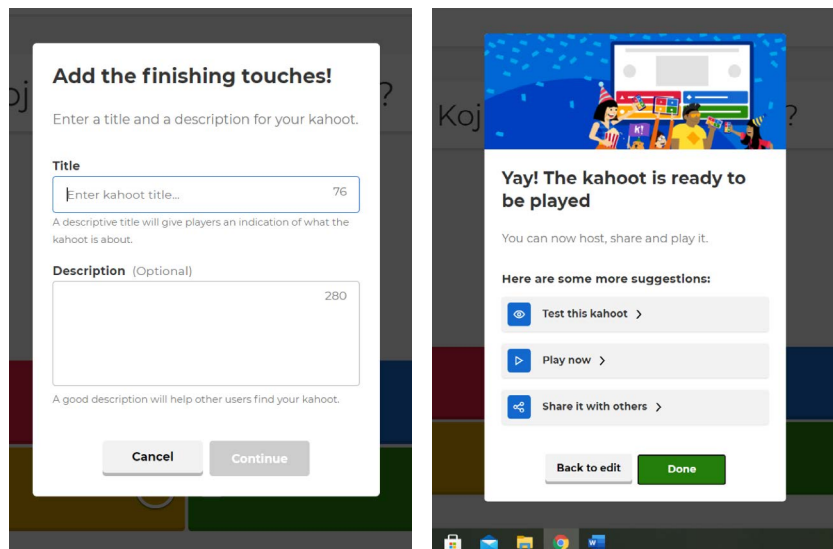 oj
?
Add the finishing touches!
Enter a title and a description for your kahoot.
Title
Enter kahoot title...
76
A descriptive title will give players an indication of what the
kahoot is about.
Description (Optional)
280
A good description will help other users find your kahoot.
Cancel
Continue
Koj
?
K!
Yay! The kahoot is ready to
be played
You can now host, share and play it.
Here are some more suggestions:
Test this kahoot >
Play now >
Share it with others >
Back to edit
Done